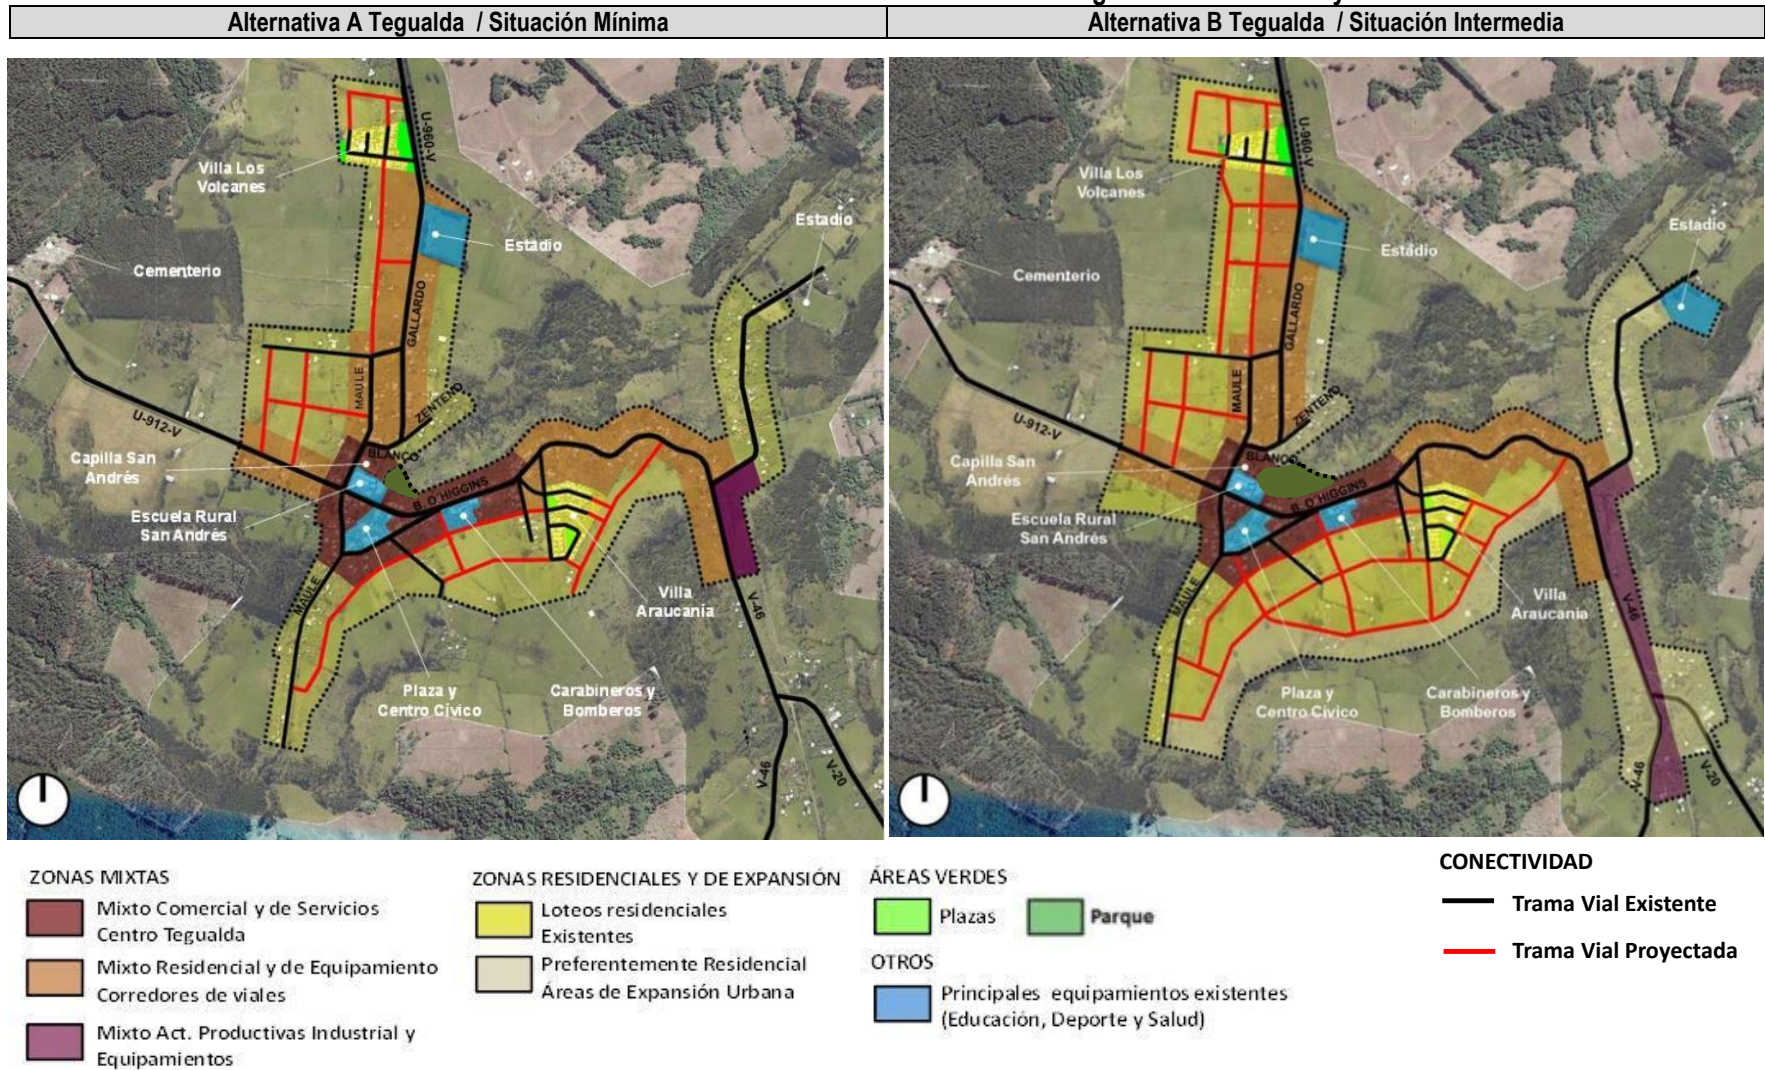 Alternativa A Tegualda / Situación Mínima
Alternativa B Tegualda / Situación Intermedia
U-960-V
Villa Los
Volcanes
Estadio
Estadio
Cementerio
GALLARDO
MAULE
ZENTENO
U-912-V
Capilla San
Andrés
BLANCO
B. O´HIGGINS
Escuela Rural
San Andrés
MAULE
Villa
Araucanía
V-46
Plaza y
Centro Cívico
Carabineros y
Bomberos
V-46
V-20
U-960-V
Villa Los
Volcanes
Estadio
Estadio
Cementerio
GALLARDO
MAULE
ZENTENO
U-912-V
Capilla San
Andrés
BLANCO
B. O´HIGGINS
Escuela Rural
San Andrés
MAULE
Villa
Araucania
V-46
Plaza y
Centro Cívico
Carabineros y
Bomberos
V-46
V-20
ZONAS MIXTAS
Mixto Comercial y de Servicios
Centro Tegualda
Mixto Residencial y de Equipamiento
Corredores de viales
Mixto Act. Productivas Industrial y
Equipamientos
ZONAS RESIDENCIALES Y DE EXPANSIÓN
Loteos residenciales
Existentes
Preferentemente Residencial
Áreas de Expansión Urbana
ÁREAS VERDES
Plazas
Parque
OTROS
Principales equipamientos existentes
(Educación, Deporte y Salud)
CONECTIVIDAD
Trama Vial Existente
Trama Vial Proyectada